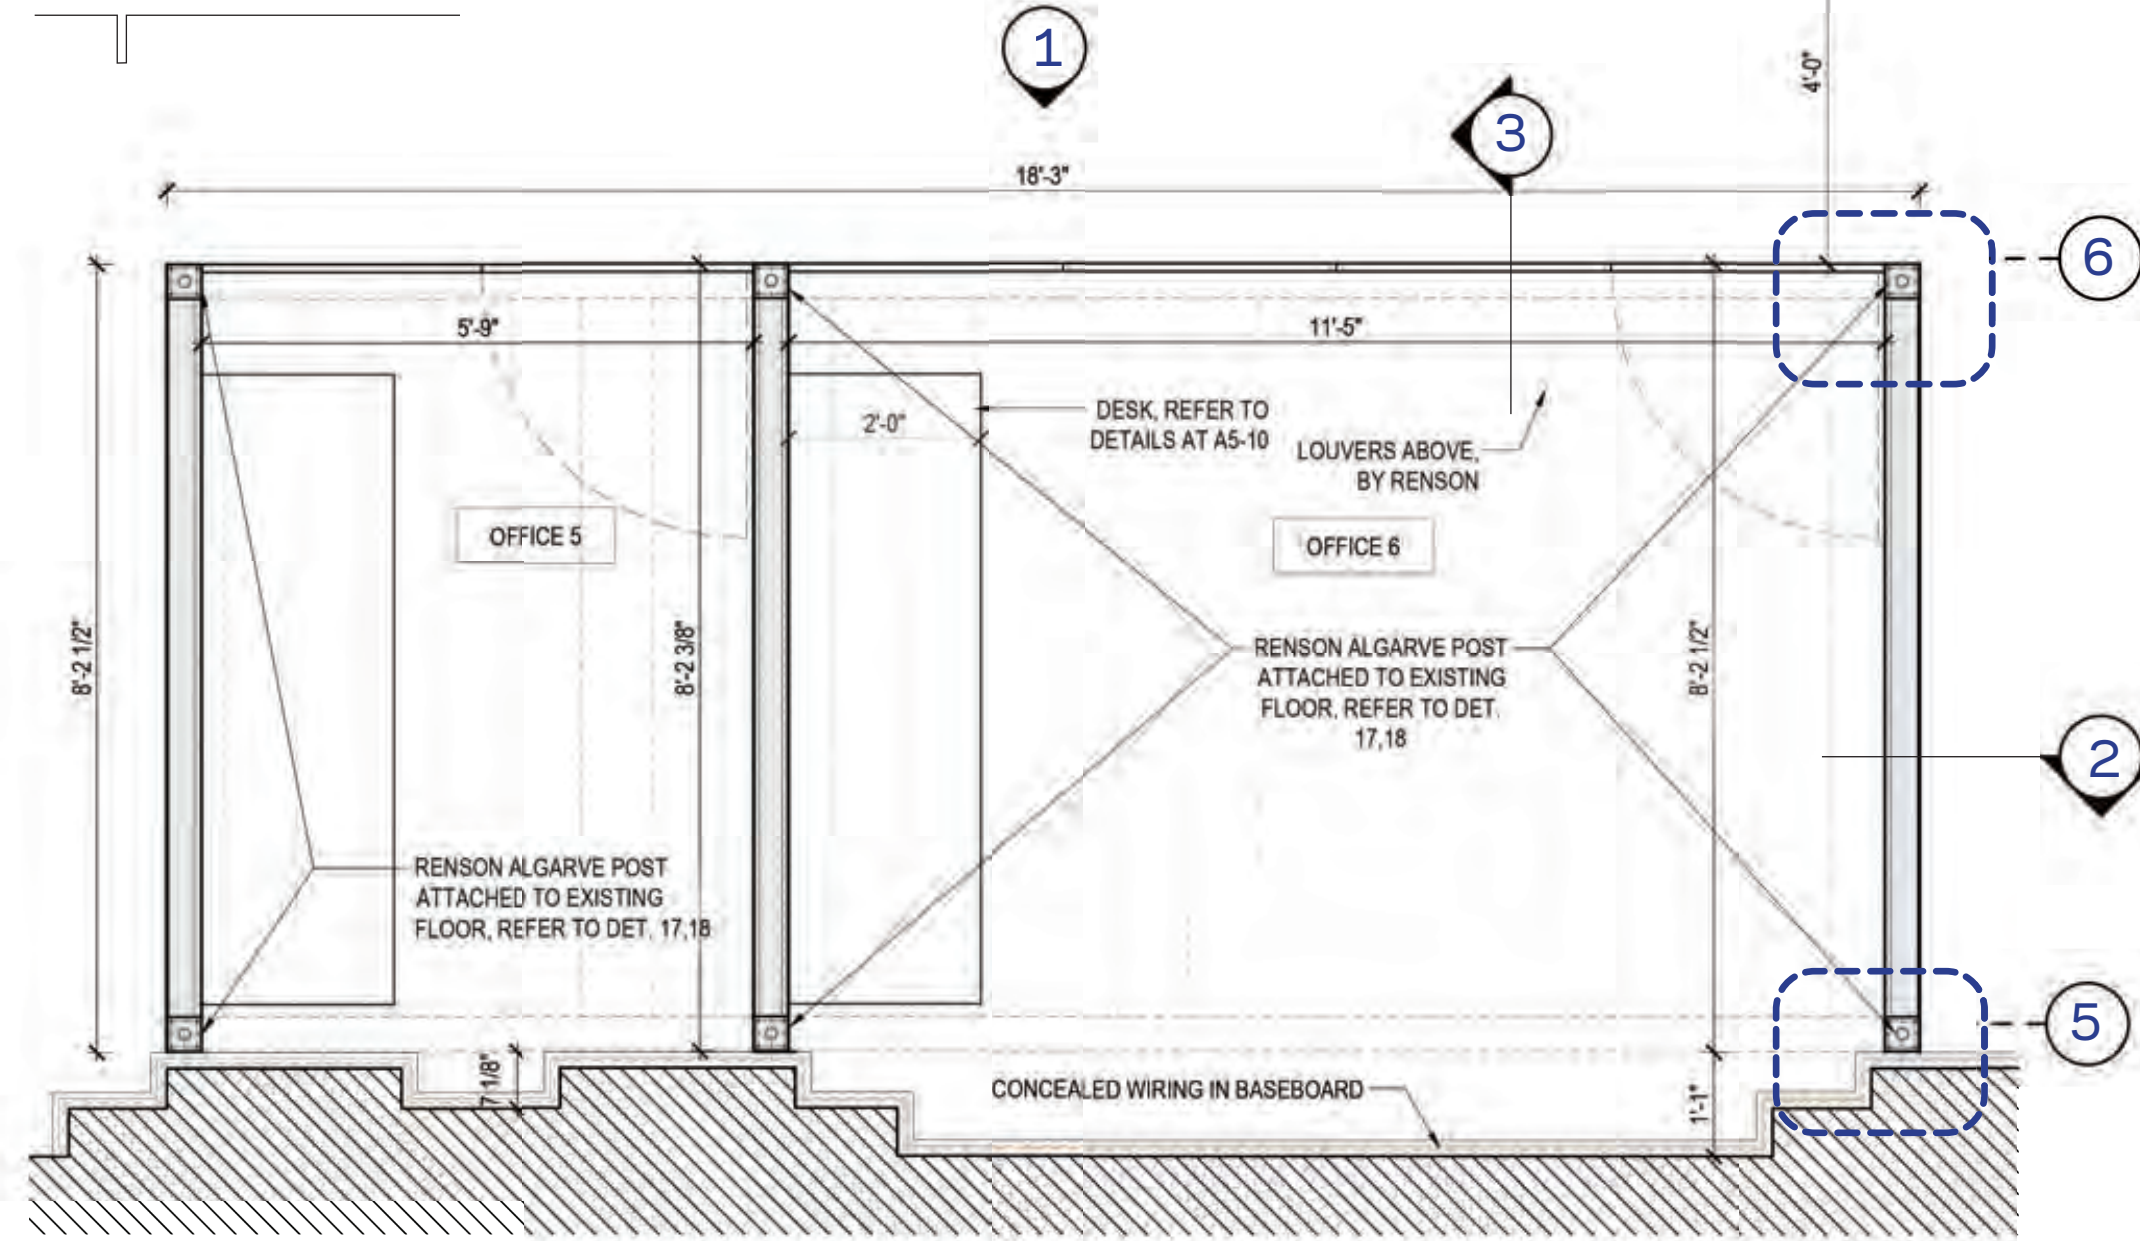 1
4'-0"
3
18'-3"
6
5'-9"
11'-5"
2'-0"
DESK, REFER TO
DETAILS AT A5-10
LOUVERS ABOVE,
BY RENSON
OFFICE 5
OFFICE 6
8'-2 1/2"
8'-2 3/8"
8'-2 1/2"
RENSON ALGARVE POST
ATTACHED TO EXISTING
FLOOR, REFER TO DET.
17,18
2
RENSON ALGARVE POST
ATTACHED TO EXISTING
FLOOR, REFER TO DET. 17,18
5
7 1/8"
CONCEALED WIRING IN BASEBOARD
1'-1"